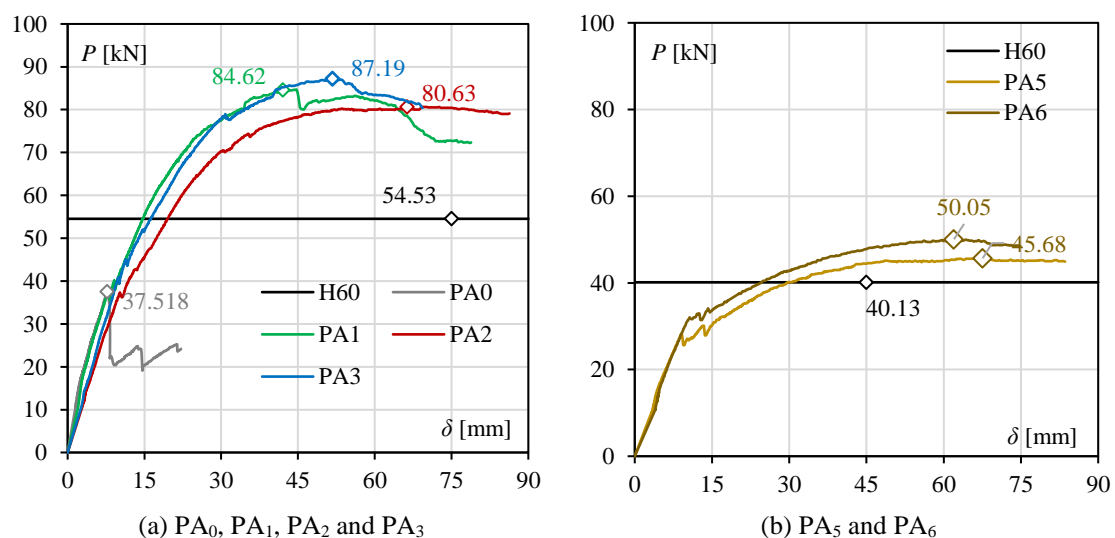 P [kN]
100
90
80
70
60
50
40
30
20
10
0
84.62
87.19
80.63
54.53
37.518
H60
PA0
PA1
PA2
PA3
δ [mm]
0 15 30 45 60 75 90
(a) PA₀, PA₁, PA₂ and PA₃
P [kN]
100
80
60
40
20
0
H60
PA5
PA6
50.05
45.68
40.13
δ [mm]
0 15 30 45 60 75 90
(b) PA₅ and PA₆